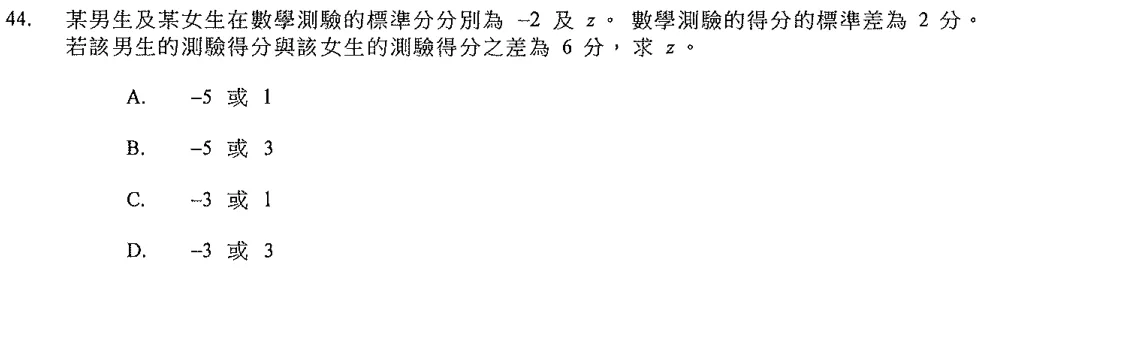 44. 某男生及某女生在數學測驗的標準分分別為 −2 及 z。 數學測驗的得分的標準差為 2 分。
若該男生的測驗得分與該女生的測驗得分之差為 6 分，求 z。
A. −5 或 1
B. −5 或 3
C. −3 或 1
D. −3 或 3